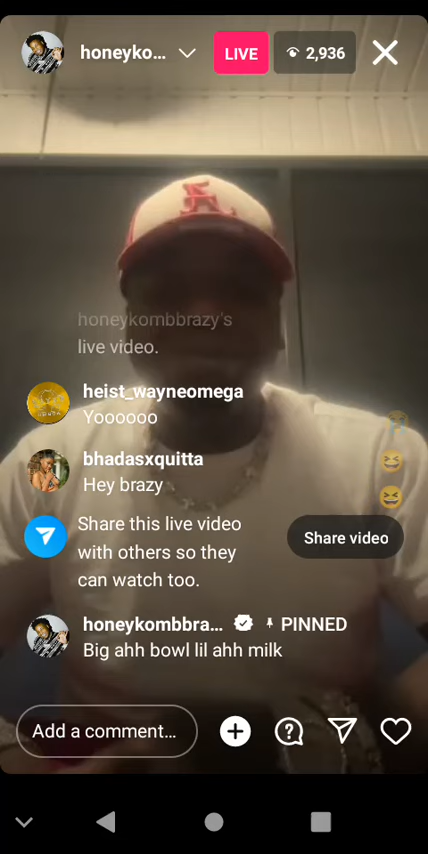 honeyko...
LIVE
2,936
honeykombbrazy's
live video.
heist_wayneomega
Yoooooo
bhadasxquitta
Hey brazy
Share this live video
with others so they
can watch too.
Share video
honeykombbra... PINNED
Big ahh bowl lil ahh milk
Add a comment...